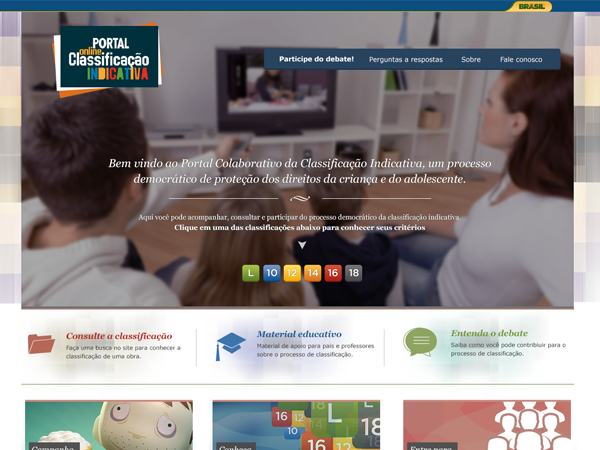 BRASIL
PORTAL
online
Classificação
INDICATIVA
Participe do debate! Perguntas a respostas Sobre Fale conosco
Bem vindo ao Portal Colaborativo da Classificação Indicativa, um processo
democrático de proteção dos direitos da criança e do adolescente.
Aqui você pode acompanhar, consultar e participar do processo democrático da classificação indicativa.
Clique em uma das classificações abaixo para conhecer seus critérios
L 10 12 14 16 18
Consulte a classificação
Faça uma busca no site para conhecer a
classificação de uma obra.
Material educativo
Material de apoio para pais e professores
sobre o processo de classificação.
Entenda o debate
Saiba como você pode contribuir para o
processo de classificação.
16 18
10
12
14
16
18
Campanha
Conheça
Entre para